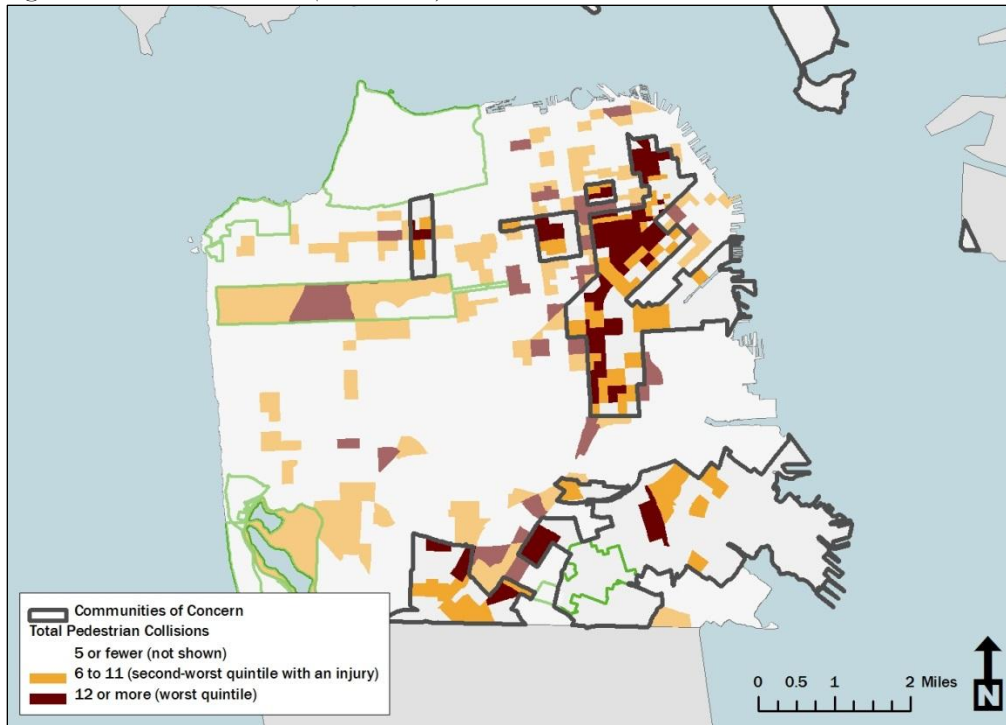 Communities of Concern
Total Pedestrian Collisions
5 or fewer (not shown)
6 to 11 (second-worst quintile with an injury)
12 or more (worst quintile)
0 0.5 1 2 Miles
N